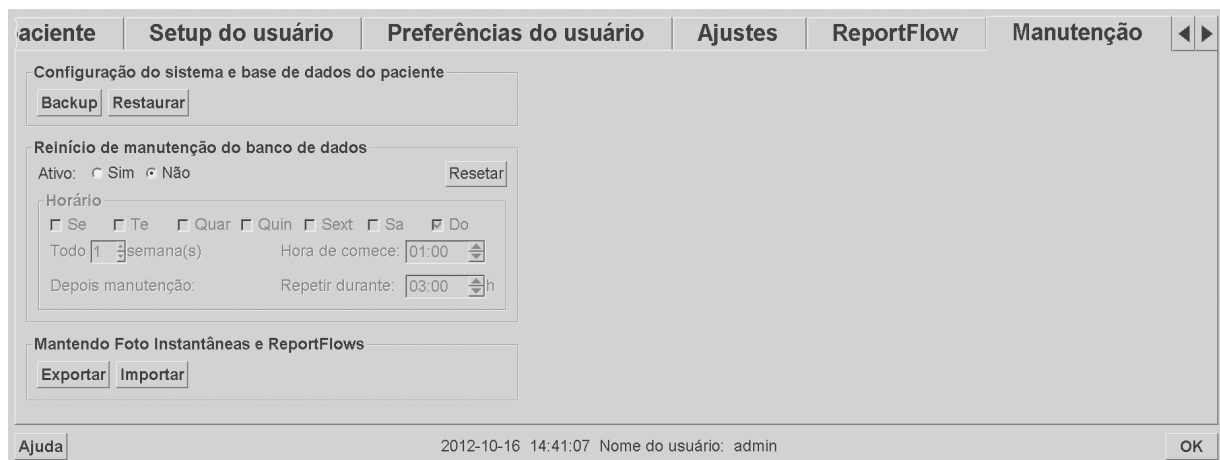 aciente Setup do usuário Preferências do usuário Ajustes ReportFlow Manutenção
Configuração do sistema e base de dados do paciente
Backup Restaurar
Reinício de manutenção do banco de dados
Ativo: Sim Não Resetar
Horário
Se Te Quar Quin Sext Sa Do
Todo 1 semana(s) Hora de comece: 01:00
Depois manutenção: Repetir durante: 03:00 h
Mantendo Foto Instantâneas e ReportFlows
Exportar Importar
Ajuda 2012-10-16 14:41:07 Nome do usuário: admin OK